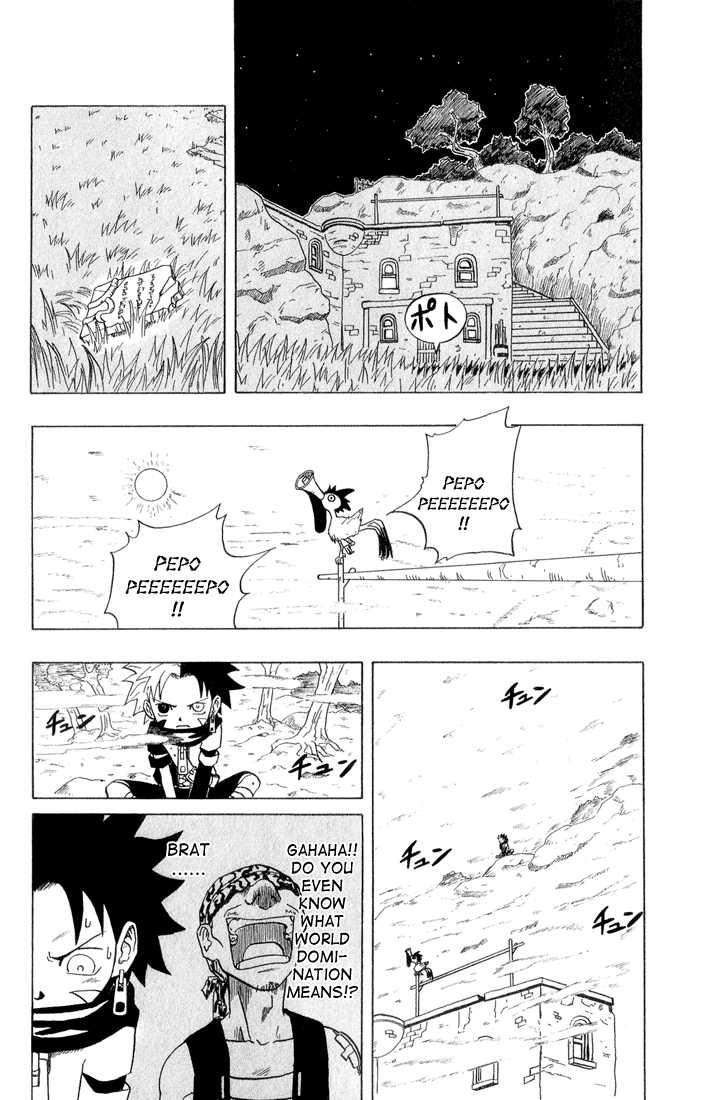 ポト
PEPO
PEEEEEEPO
!!
PEPO
PEEEEEEPO
!!
チュン
チュン
チュン
チュン
チュン
GAHAHA!!
DO YOU
EVEN
KNOW
WHAT
WORLD
DOMI-
NATION
MEANS!?
BRAT
......